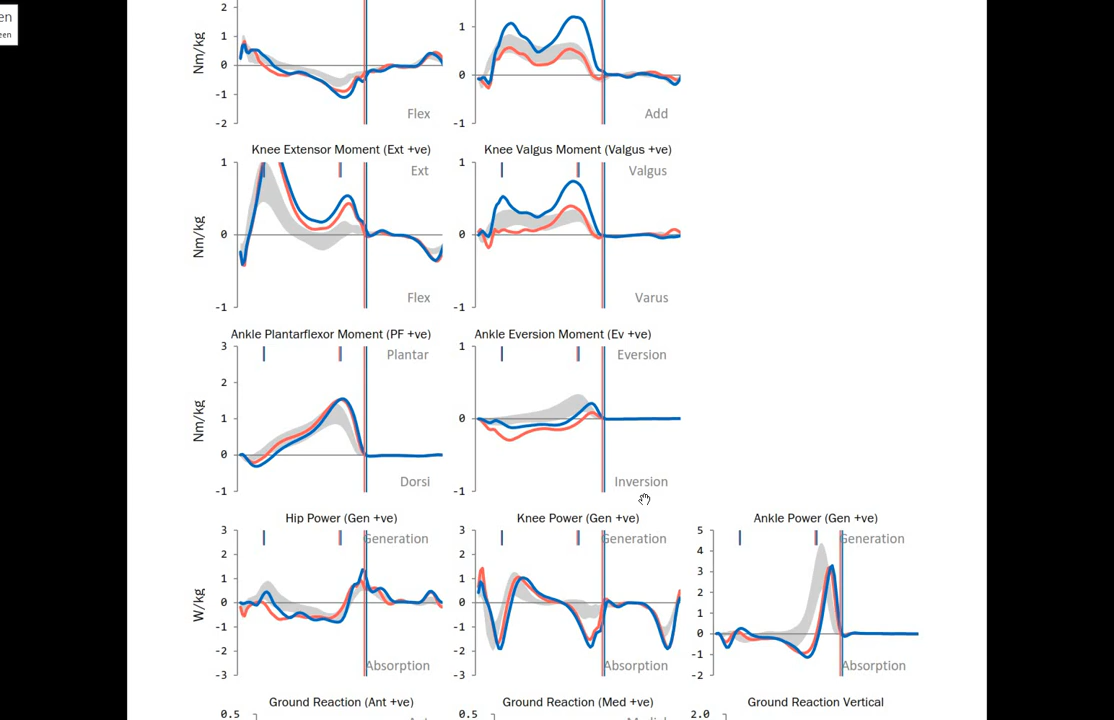 en
een
2
1
0
-1
-2
Nm/kg
Flex
1
0
-1
Add
Knee Extensor Moment (Ext +ve)
1
0
-1
Nm/kg
Ext
Flex
Knee Valgus Moment (Valgus +ve)
1
0
-1
Valgus
Varus
Ankle Plantarflexor Moment (PF +ve)
3
2
1
0
-1
Nm/kg
Plantar
Dorsi
Ankle Eversion Moment (Ev +ve)
1
0
-1
Eversion
Inversion
Hip Power (Gen +ve)
3
2
1
0
-1
-2
-3
W/kg
Generation
Absorption
Knee Power (Gen +ve)
3
2
1
0
-1
-2
-3
Generation
Absorption
Ankle Power (Gen +ve)
5
4
3
2
1
0
-1
-2
Generation
Absorption
Ground Reaction (Ant +ve)
0.5
Ground Reaction (Med +ve)
0.5
Ground Reaction Vertical
2.0